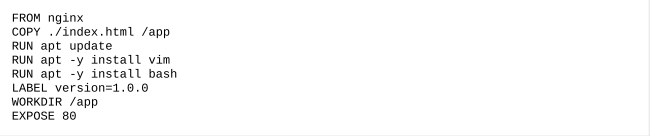 FROM nginx
COPY ./index.html /app
RUN apt update
RUN apt -y install vim
RUN apt -y install bash
LABEL version=1.0.0
WORKDIR /app
EXPOSE 80